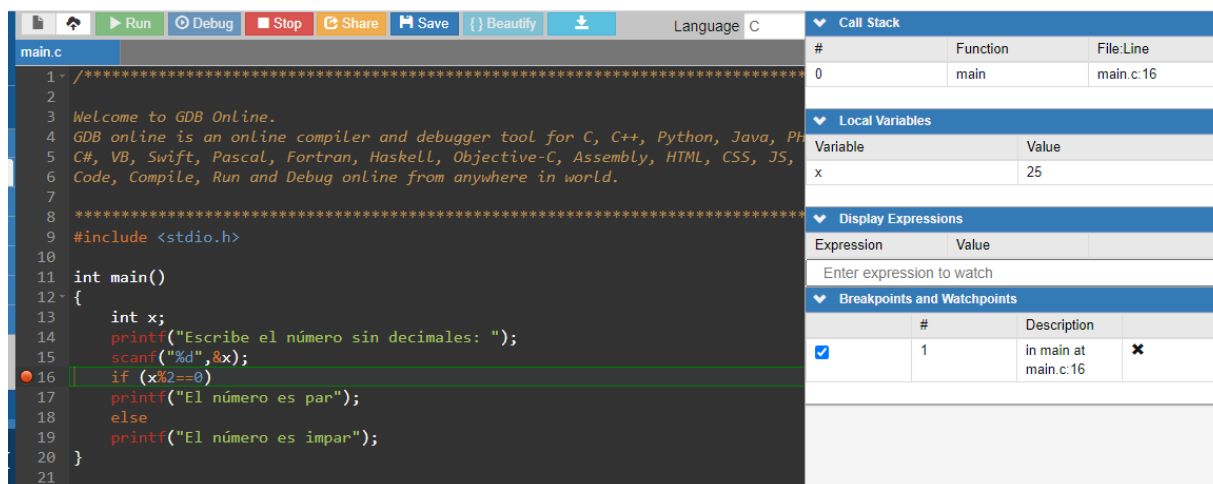 Run Debug Stop Share Save {} Beautify Language C
main.c
1 /******************************************************************************
2
3 Welcome to GDB Online.
4 GDB online is an online compiler and debugger tool for C, C++, Python, Java, PH
5 C#, VB, Swift, Pascal, Fortran, Haskell, Objective-C, Assembly, HTML, CSS, JS,
6 Code, Compile, Run and Debug online from anywhere in world.
7
8 *******************************************************************************
9 #include <stdio.h>
10
11 int main()
12 {
13 int x;
14 printf("Escribe el número sin decimales: ");
15 scanf("%d",&x);
16 if (x%2==0)
17 printf("El número es par");
18 else
19 printf("El número es impar");
20 }
21
Call Stack
# Function File:Line
0 main main.c:16
Local Variables
Variable Value
x 25
Display Expressions
Expression Value
Enter expression to watch
Breakpoints and Watchpoints
# Description
1 in main at
main.c:16